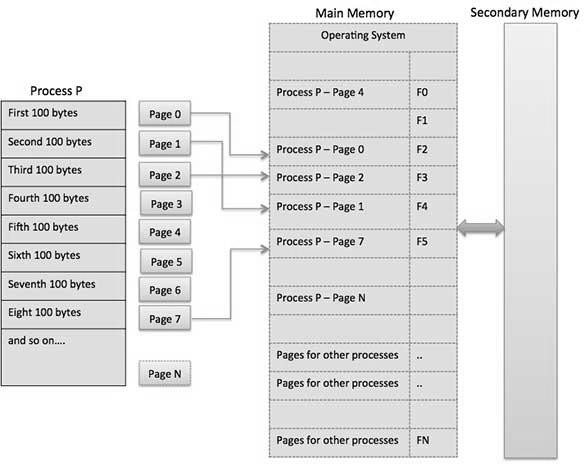 Main Memory
Secondary Memory
Operating System
Process P
Process P – Page 4 F0
First 100 bytes Page 0
F1
Second 100 bytes Page 1
Process P – Page 0 F2
Third 100 bytes Page 2
Process P – Page 2 F3
Fourth 100 bytes Page 3
Process P – Page 1 F4
Fifth 100 bytes Page 4
Process P – Page 7 F5
Sixth 100 bytes Page 5
Seventh 100 bytes Page 6
Process P – Page N
Eight 100 bytes Page 7
and so on....
Pages for other processes ..
Page N
Pages for other processes ..
Pages for other processes FN